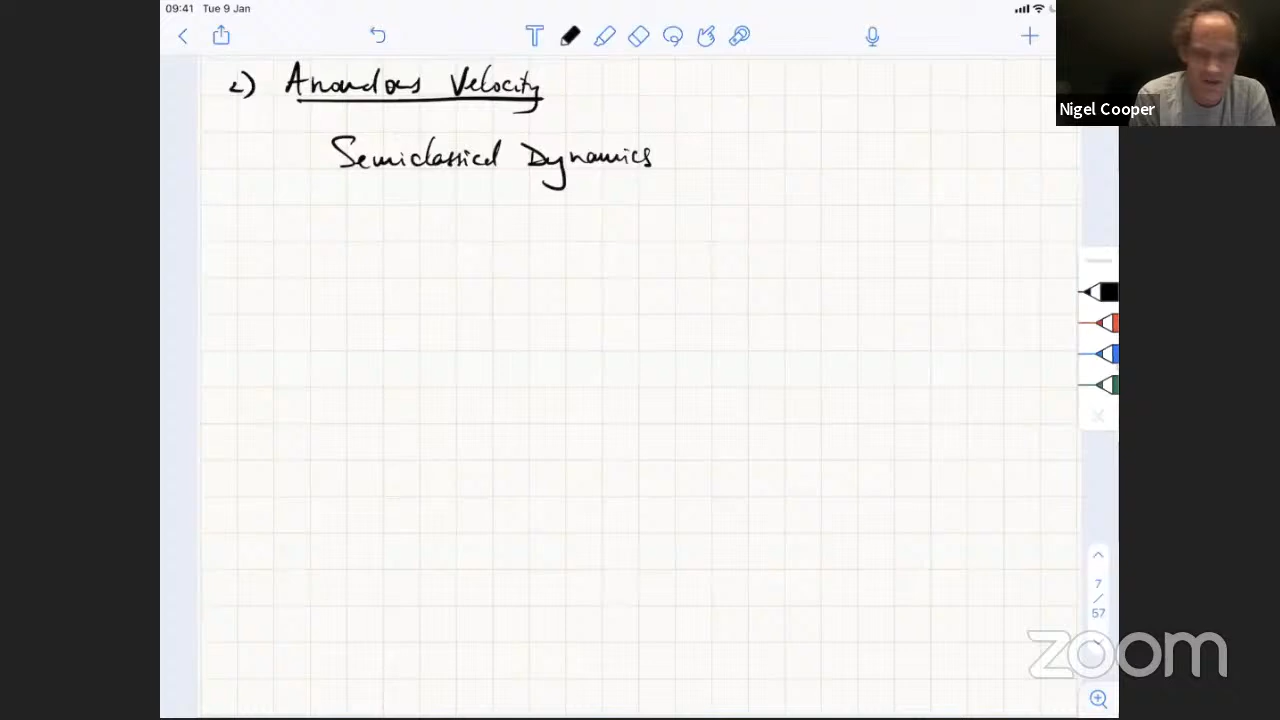 09:41 Tue 9 Jan
Nigel Cooper
2) Anomalous Velocity
Semiclassical Dynamics
7
/
57
zoom